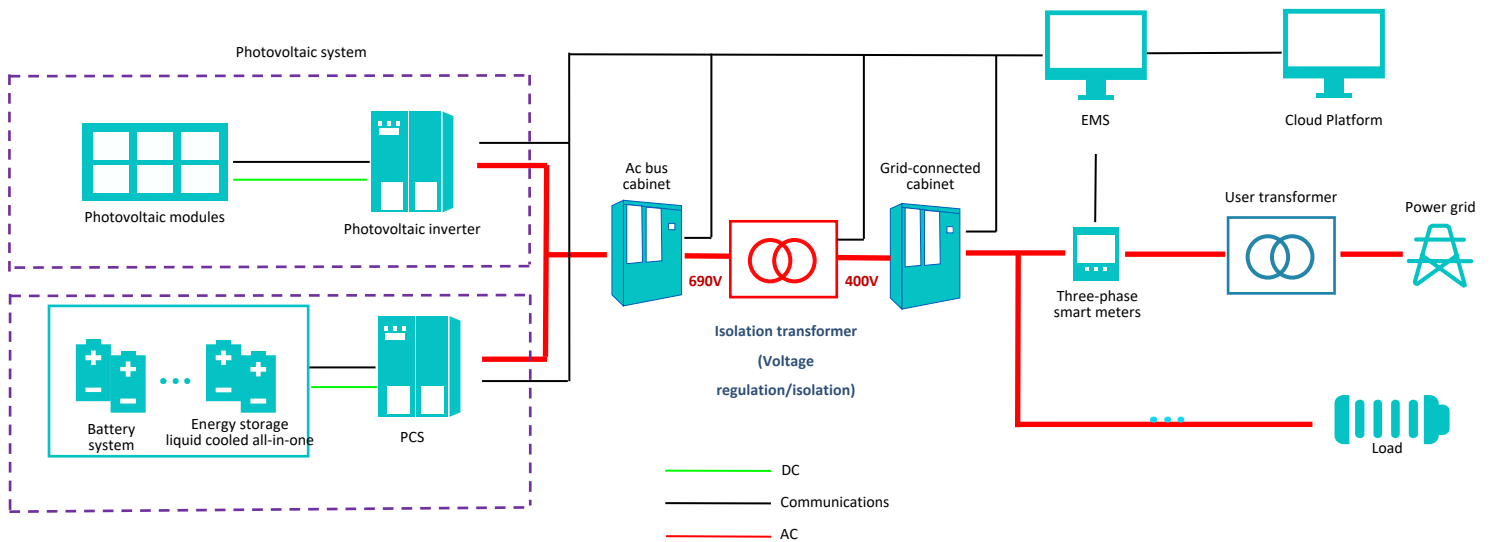 Photovoltaic system
EMS
Cloud Platform
Photovoltaic modules
Photovoltaic inverter
Ac bus
cabinet
Grid-connected
cabinet
User transformer
Power grid
690V
400V
Three-phase
smart meters
Isolation transformer
(Voltage
regulation/isolation)
Battery
system
Energy storage
liquid cooled all-in-one
PCS
Load
DC
Communications
AC